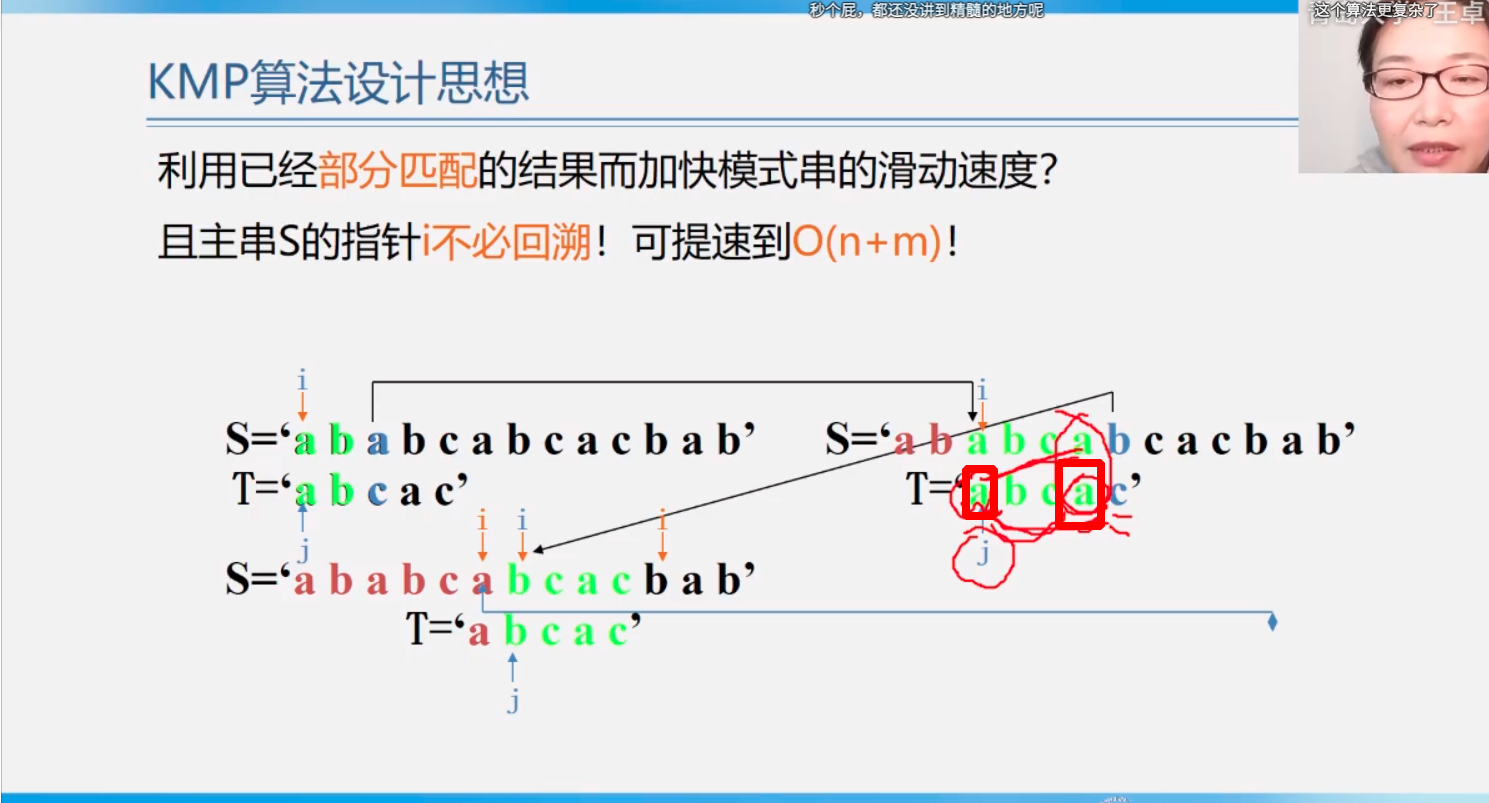 秒个屁，都还没讲到精髓的地方呢
这个算法更复杂了
王卓
KMP算法设计思想
利用已经部分匹配的结果而加快模式串的滑动速度？
且主串S的指针i不必回溯！可提速到O(n+m)！
i
i
S=‘a b a b c a b c a c b a b’
S=‘a b a b c a b c a c b a b’
T=‘a b c a c’
T=‘a b c a c’
j
i
i
i
j
S=‘a b a b c a b c a c b a b’
T=‘a b c a c’
j